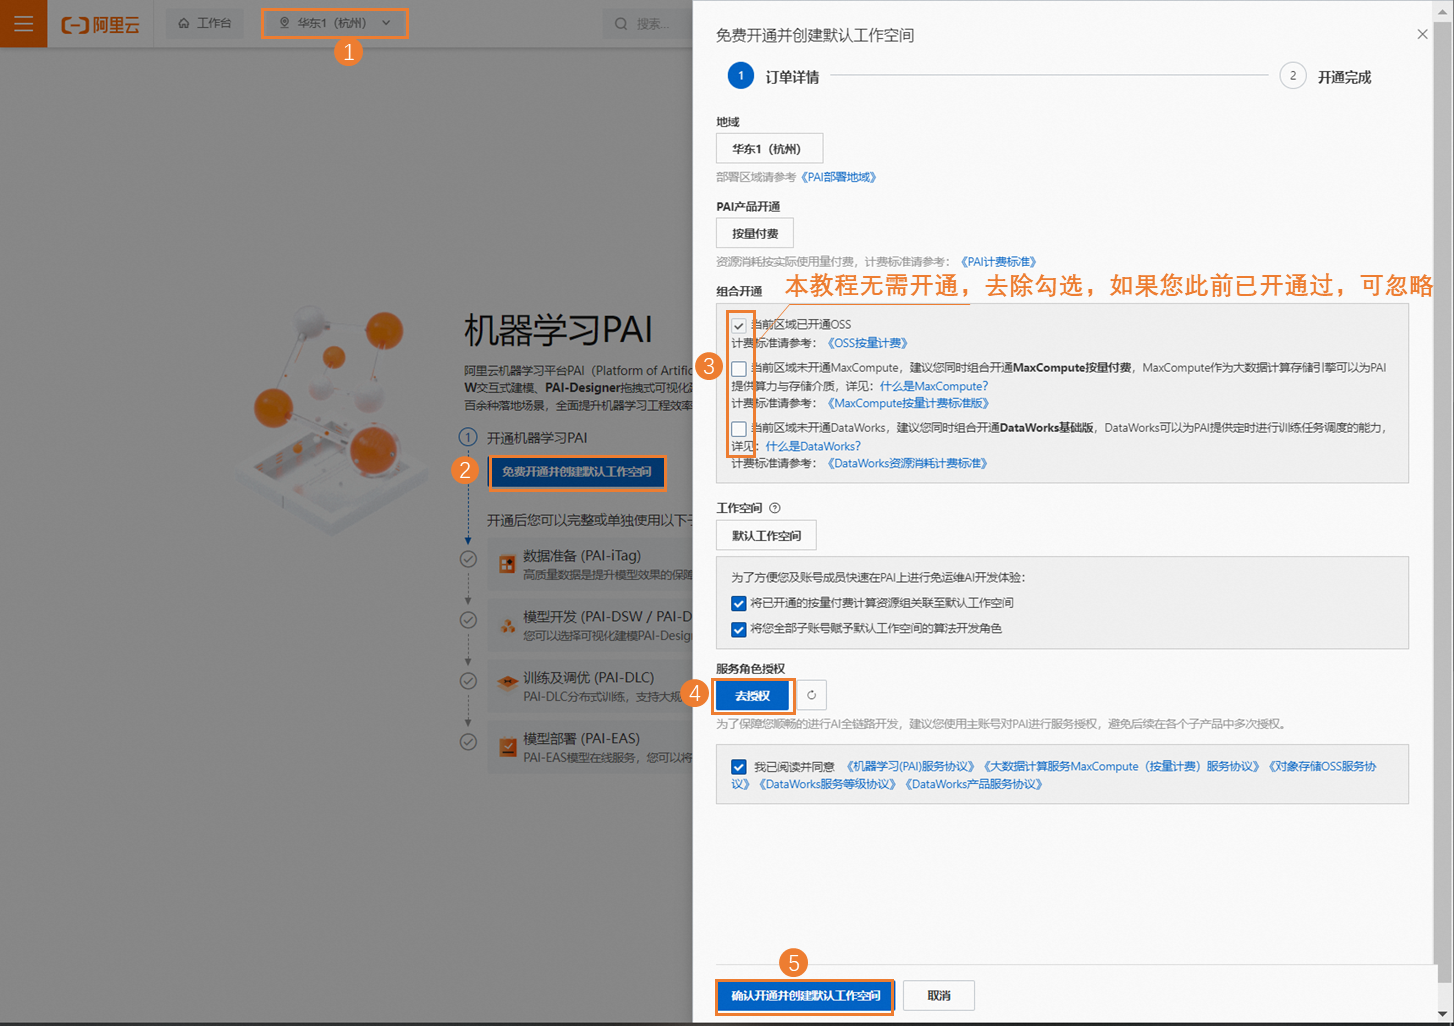 阿里云
工作台
华东1（杭州）
搜索...
1
机器学习PAI
阿里云机器学习平台PAI（Platform of Artific
W交互式建模、PAI-Designer拖拽式可视化建
百余种落地场景，全面提升机器学习工程效率
1 开通机器学习PAI
2 免费开通并创建默认工作空间
开通后您可以完整或单独使用以下子
数据准备 (PAI-iTag)
高质量数据是提升模型效果的保障
模型开发 (PAI-DSW / PAI-D
您可以选择可视化建模PAI-Design
训练及调优 (PAI-DLC)
PAI-DLC分布式训练，支持大规
模型部署 (PAI-EAS)
PAI-EAS模型在线服务，您可以将
免费开通并创建默认工作空间
1 订单详情
2 开通完成
地域
华东1（杭州）
部署区域请参考《PAI部署地域》
PAI产品开通
按量付费
资源消耗按实际使用量付费，计费标准请参考：《PAI计费标准》
组合开通
本教程无需开通，去除勾选，如果您此前已开通过，可忽略
3
当前区域已开通OSS
计费标准请参考：《OSS按量计费》
当前区域未开通MaxCompute，建议您同时组合开通MaxCompute按量付费，MaxCompute作为大数据计算存储引擎可以为PAI
提供算力与存储介质，详见：什么是MaxCompute?
计费标准请参考：《MaxCompute按量计费标准版》
当前区域未开通DataWorks，建议您同时组合开通DataWorks基础版，DataWorks可以为PAI提供定时进行训练任务调度的能力，
详见：什么是DataWorks?
计费标准请参考：《DataWorks资源消耗计费标准》
工作空间
默认工作空间
为了方便您及账号成员快速在PAI上进行免运维AI开发体验：
将已开通的按量付费计算资源组关联至默认工作空间
将您全部子账号赋予默认工作空间的算法开发角色
服务角色授权
4 去授权
为了保障您顺畅的进行AI全链路开发，建议您使用主账号对PAI进行服务授权，避免后续在各个子产品中多次授权。
我已阅读并同意 《机器学习(PAI)服务协议》《大数据计算服务MaxCompute（按量计费）服务协议》《对象存储OSS服务协
议》《DataWorks服务等级协议》《DataWorks产品服务协议》
5
确认开通并创建默认工作空间
取消